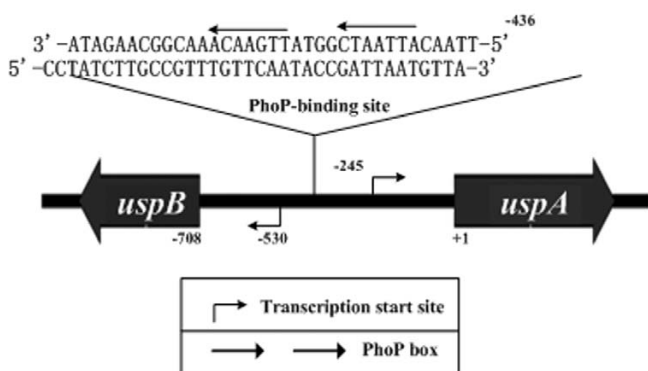 -436
3'-ATAGAACGGCAAACAAGTTATGGCTAATTACAATT-5'
5'-CCTATCTTGCCGTTTGTTCAATACCGATTAATGTTA-3'
PhoP-binding site
-245
uspB
uspA
-708
-530
+1
Transcription start site
PhoP box